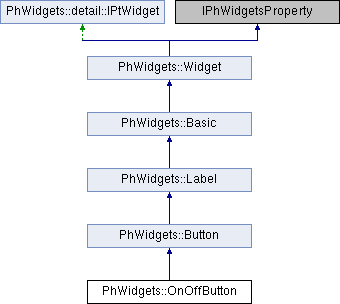 PhWidgets::detail::IPtWidget
IPhWidgetsProperty
PhWidgets::Widget
PhWidgets::Basic
PhWidgets::Label
PhWidgets::Button
PhWidgets::OnOffButton